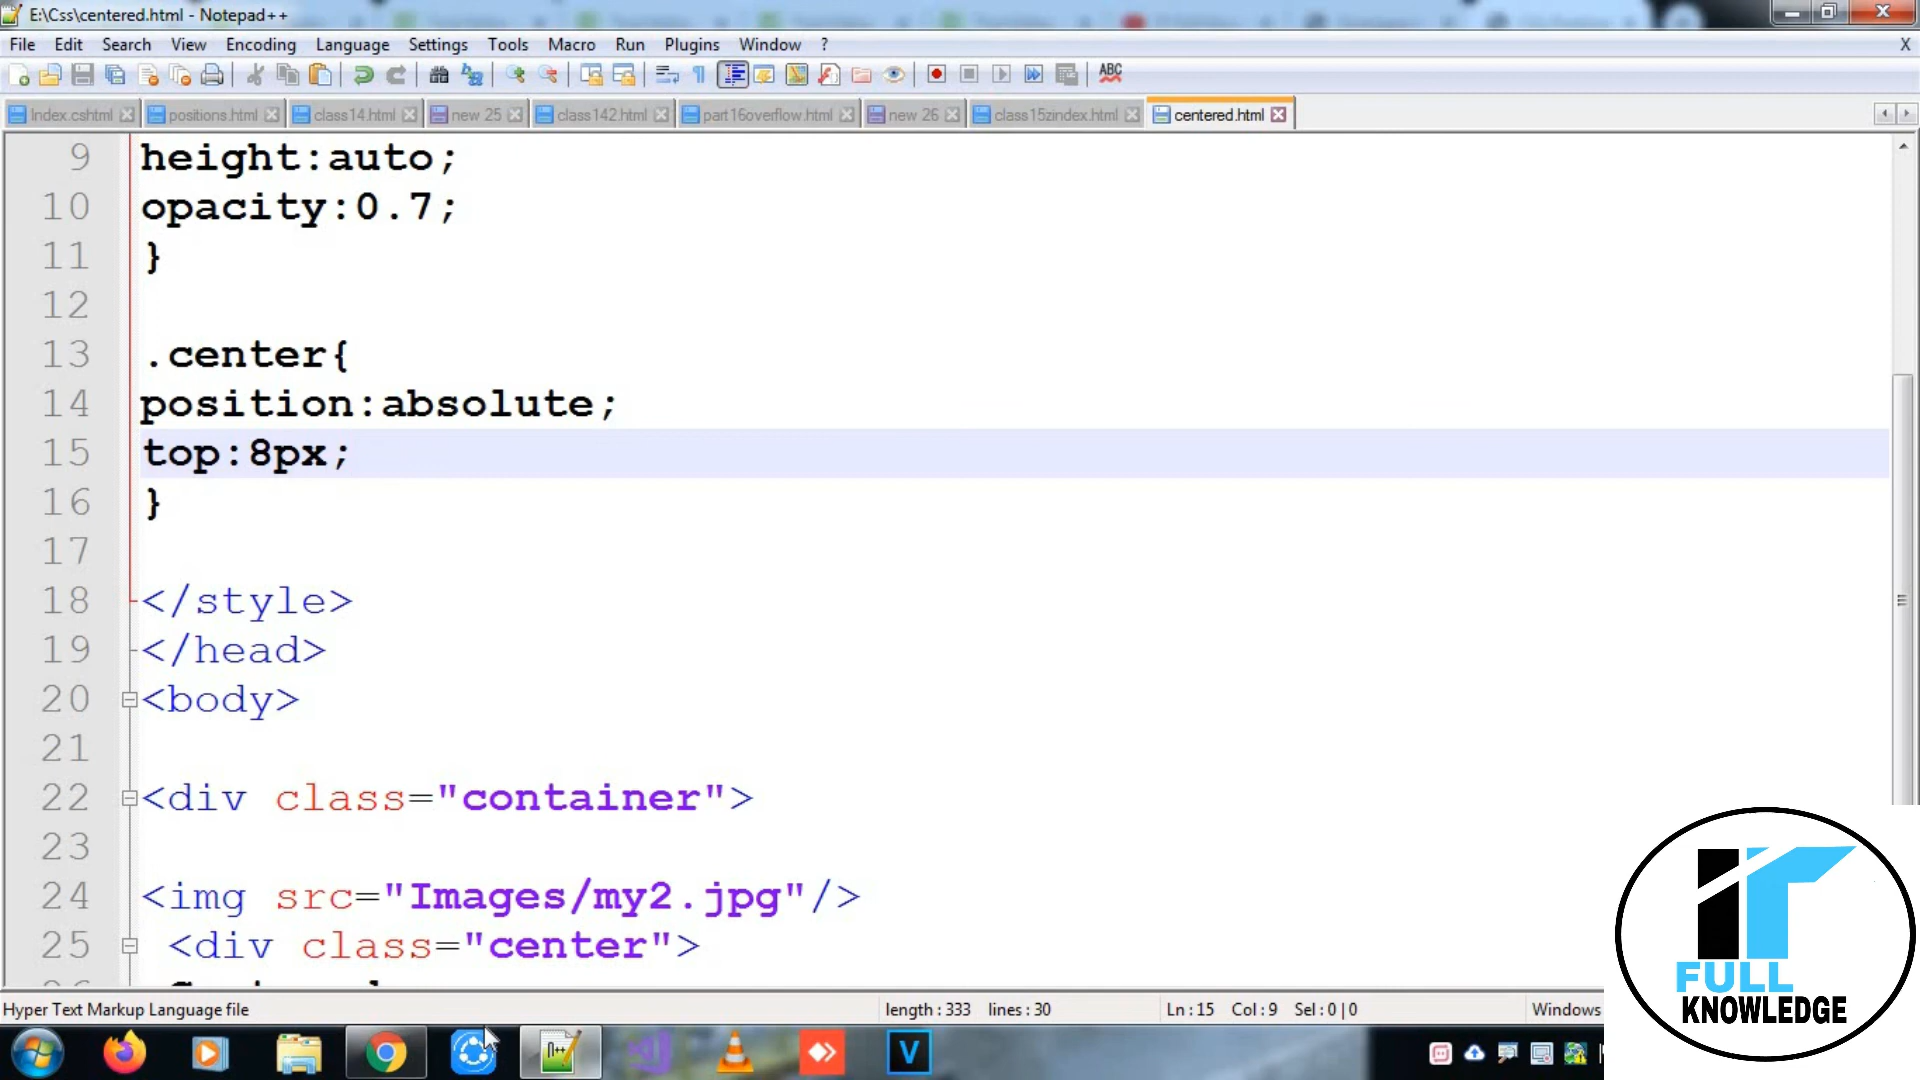 E:\Css\centered.html - Notepad++
File Edit Search View Encoding Language Settings Tools Macro Run Plugins Window ? X
ABC
Index.cshtml positions.html class14.html new 25 class142.html part16overflow.html new 26 class15zindex.html centered.html
9 height:auto;
10 opacity:0.7;
11 }
12
13 .center{
14 position:absolute;
15 top:8px;
16 }
17
18 </style>
19 </head>
20 <body>
21
22 <div class="container">
23
24 <img src="Images/my2.jpg"/>
25 <div class="center">
Hyper Text Markup Language file length : 333 lines : 30 Ln : 15 Col : 9 Sel : 0 | 0 Windows
n++ V
IT
FULL
KNOWLEDGE